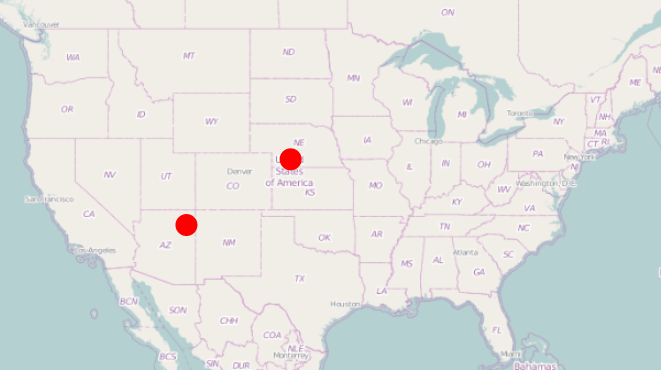 Vancouver
ON
WA
MT
ND
MN
ME
OR
ID
SD
WI
MI
Toronto
VT
NH
NY
WY
MA
CT RI
NE
IA
Chicago
PA
New York
NJ
NV
UT
Denver
CO
States
of America
KS
IL
IN
OH
MO
WV
Washington, D.C.
San Francisco
CA
KY
VA
AZ
NM
OK
AR
TN
NC
Los Angeles
Atlanta
SC
MS
AL
GA
TX
LA
Houston
BCN
SON
CHH
COA
FL
NLE
Monterrey
Miami
BCS
SIN
DUR
Bahamas